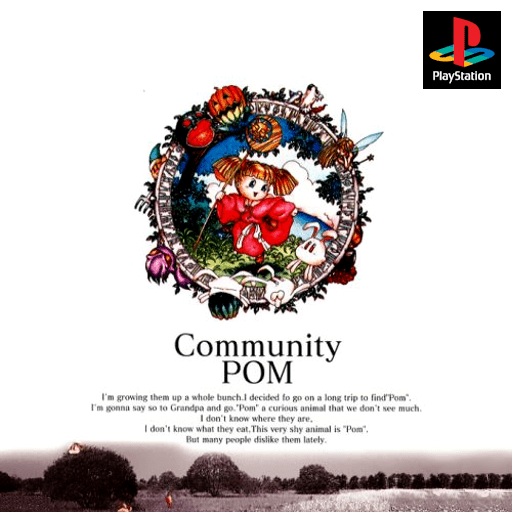 PlayStation
Community
POM
I'm growing them up a whole bunch.I decided fo go on a long trip to find"Pom".
I'm gonna say so to Grandpa and go."Pom" a curious animal that we don't see much.
I don't know where they are,
I don't know what they eat,This very shy animal is "Pom".
But many people dislike them lately.